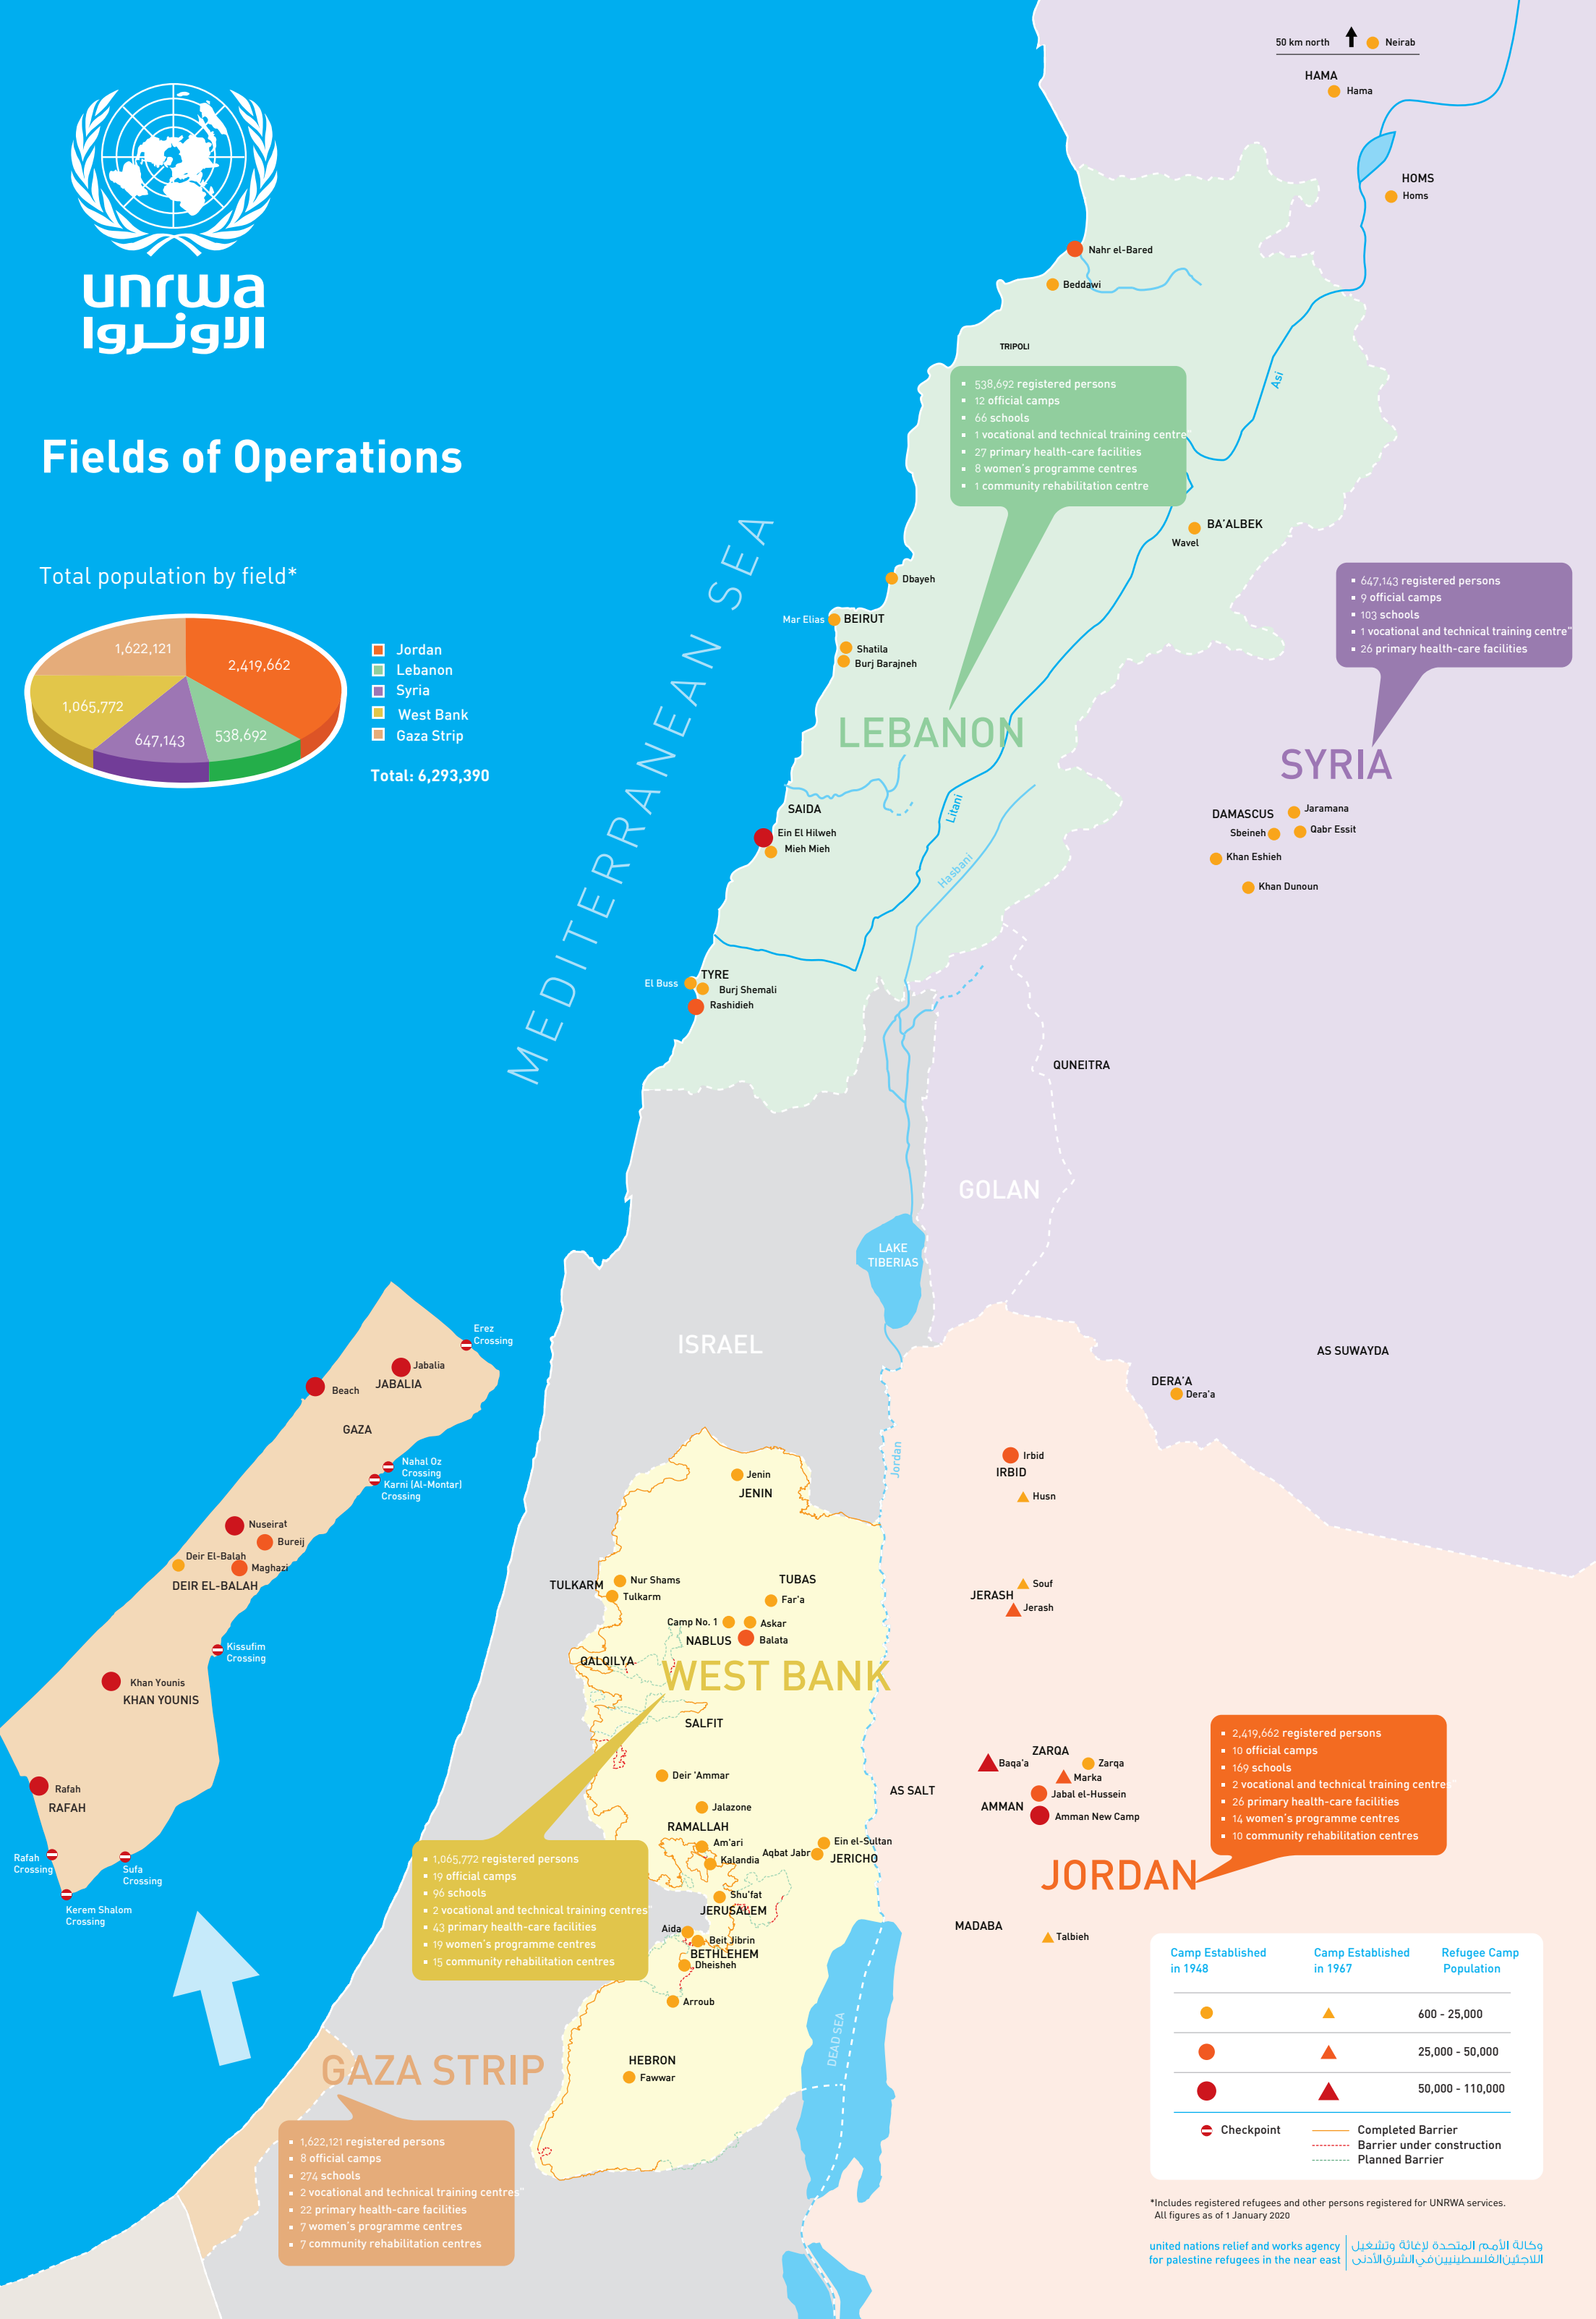 unrwa
الاونروا
Fields of Operations
Total population by field*
1,622,121
2,419,662
1,065,772
647,143
538,692
Jordan
Lebanon
Syria
West Bank
Gaza Strip
Total: 6,293,390
MEDITERRANEAN SEA
50 km north
Neirab
HAMA
Hama
HOMS
Homs
Nahr el-Bared
Beddawi
TRIPOLI
538,692 registered persons
12 official camps
66 schools
1 vocational and technical training centre"
27 primary health-care facilities
8 women's programme centres
1 community rehabilitation centre
Asi
BA'ALBEK
Wavel
Dbayeh
Mar Elias
BEIRUT
Shatila
Burj Barajneh
LEBANON
647,143 registered persons
9 official camps
103 schools
1 vocational and technical training centre"
26 primary health-care facilities
SYRIA
SAIDA
Ein El Hilweh
Mieh Mieh
Litani
Hasbani
DAMASCUS
Jaramana
Sbeineh
Qabr Essit
Khan Eshieh
Khan Dunoun
El Buss
TYRE
Burj Shemali
Rashidieh
QUNEITRA
GOLAN
LAKE
TIBERIAS
ISRAEL
AS SUWAYDA
DERA'A
Dera'a
Erez
Crossing
Jabalia
JABALIA
Beach
GAZA
Nahal Oz
Crossing
Karni (Al-Montar)
Crossing
Nuseirat
Bureij
Deir El-Balah
Maghazi
DEIR EL-BALAH
Kissufim
Crossing
Khan Younis
KHAN YOUNIS
Rafah
RAFAH
Rafah
Crossing
Sufa
Crossing
Kerem Shalom
Crossing
Jordan
Irbid
IRBID
Husn
Jenin
JENIN
TULKARM
Nur Shams
Tulkarm
TUBAS
Far'a
Camp No. 1
Askar
NABLUS
Balata
QALQILYA
WEST BANK
SALFIT
Souf
JERASH
Jerash
Deir 'Ammar
Jalazone
RAMALLAH
Am'ari
Kalandia
Ein el-Sultan
Aqbat Jabr
JERICHO
Shu'fat
JERUSALEM
Aida
Beit Jibrin
BETHLEHEM
Dheisheh
Arroub
HEBRON
Fawwar
1,065,772 registered persons
19 official camps
96 schools
2 vocational and technical training centres"
43 primary health-care facilities
19 women's programme centres
15 community rehabilitation centres
ZARQA
Baqa'a
Zarqa
Marka
AS SALT
Jabal el-Hussein
AMMAN
Amman New Camp
2,419,662 registered persons
10 official camps
169 schools
2 vocational and technical training centres"
26 primary health-care facilities
14 women's programme centres
10 community rehabilitation centres
JORDAN
MADABA
Talbieh
DEAD SEA
GAZA STRIP
1,622,121 registered persons
8 official camps
274 schools
2 vocational and technical training centres"
22 primary health-care facilities
7 women's programme centres
7 community rehabilitation centres
Camp Established
in 1948
Camp Established
in 1967
Refugee Camp
Population
600 - 25,000
25,000 - 50,000
50,000 - 110,000
Checkpoint
Completed Barrier
Barrier under construction
Planned Barrier
*Includes registered refugees and other persons registered for UNRWA services.
All figures as of 1 January 2020
united nations relief and works agency
for palestine refugees in the near east
وكالة الأمم المتحدة لإغاثة وتشغيل
اللاجئين الفلسطينيين في الشرق الأدنى